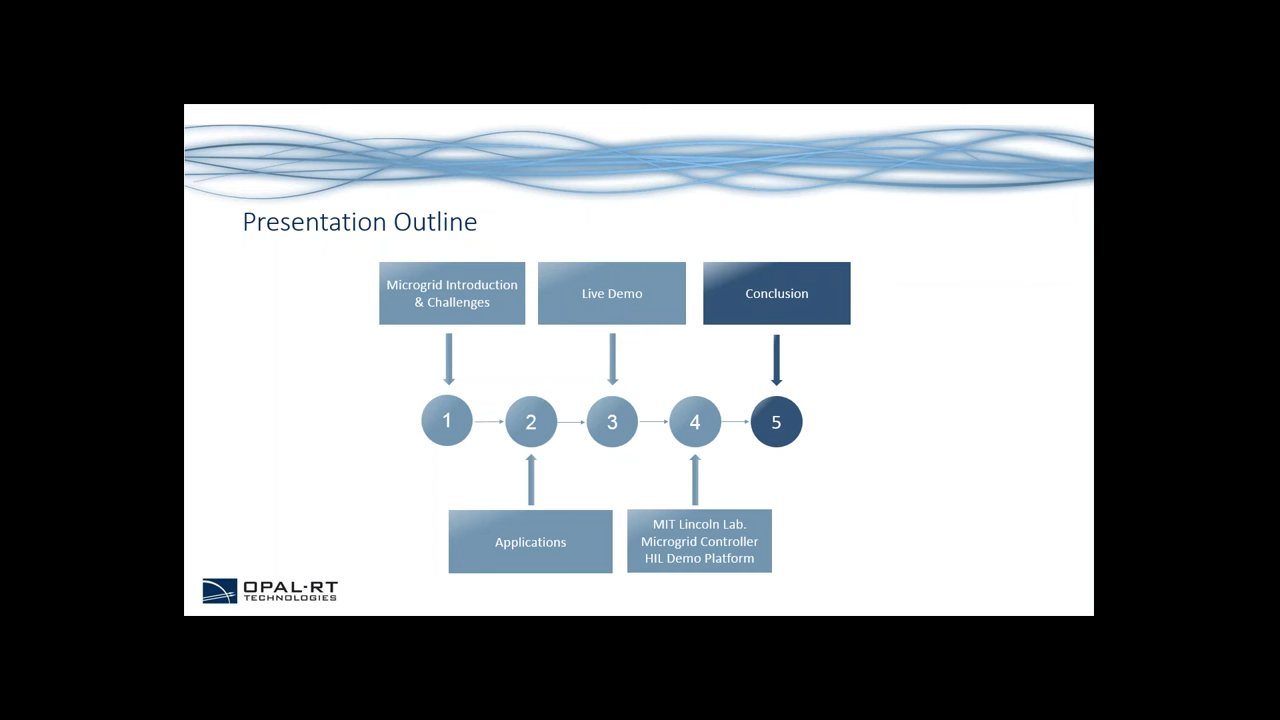 Presentation Outline
Microgrid Introduction
& Challenges
Live Demo
Conclusion
1
2
3
4
5
Applications
MIT Lincoln Lab.
Microgrid Controller
HIL Demo Platform
OPAL-RT
TECHNOLOGIES